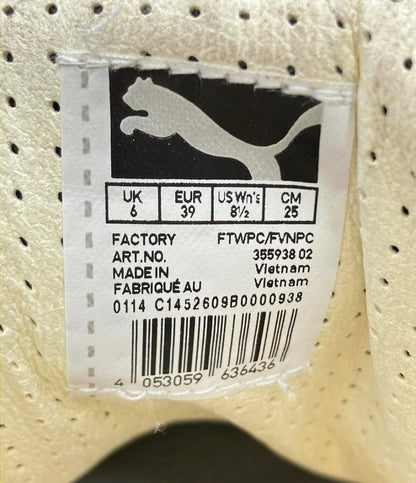 UK EUR US Wn's CM
6 39 8½ 25
FACTORY FTWPC/FVNPC
ART.NO. 355938 02
MADE IN Vietnam
FABRIQUÉ AU Vietnam
0114 C1452609B0000938
4 053059 636436